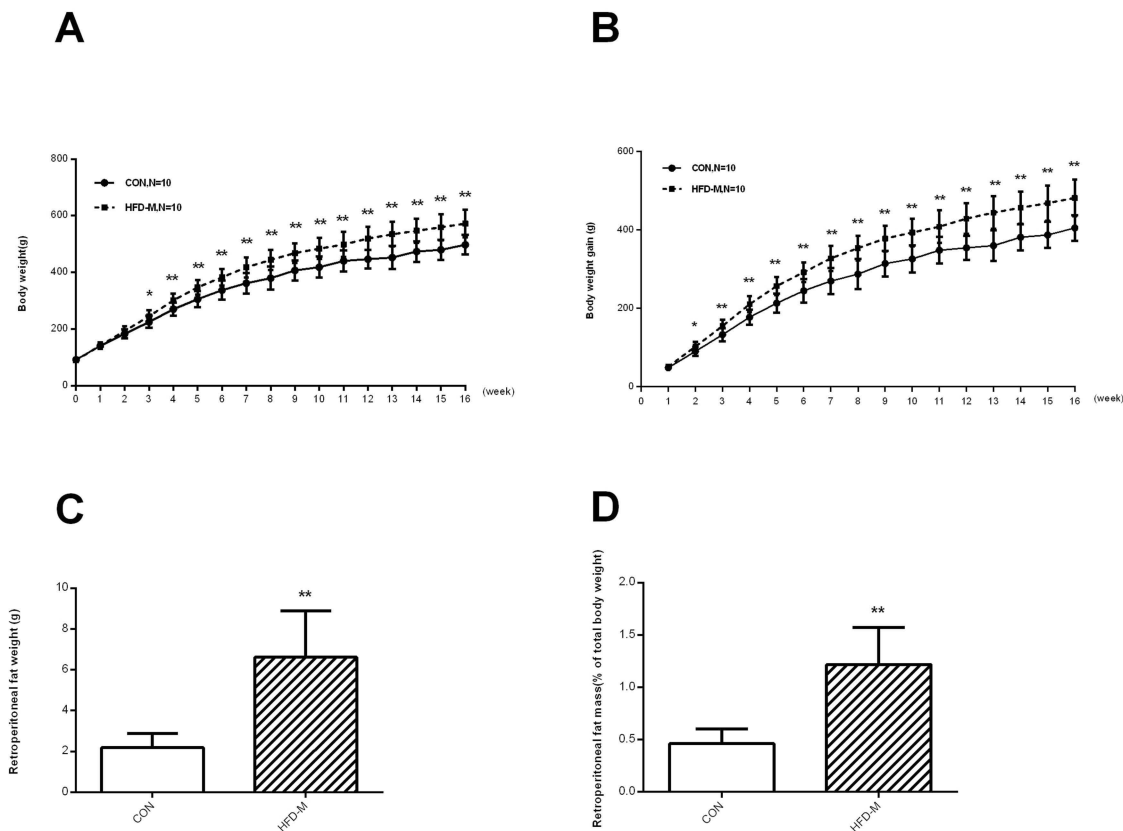 A
B
800
600
400
200
0
Body weight(g)
CON,N=10
HFD-M,N=10
* ** ** ** ** ** ** ** ** ** ** ** ** **
0 1 2 3 4 5 6 7 8 9 10 11 12 13 14 15 16 (week)
600
400
200
0
Body weight gain (g)
CON,N=10
HFD-M,N=10
* ** ** ** ** ** ** ** ** ** ** ** ** ** **
0 1 2 3 4 5 6 7 8 9 10 11 12 13 14 15 16 (week)
C
D
10
8
6
4
2
0
Retroperitoneal fat weight (g)
**
CON
HFD-M
2.0
1.5
1.0
0.5
0.0
Retroperitoneal fat mass(% of total body weight)
**
CON
HFD-M